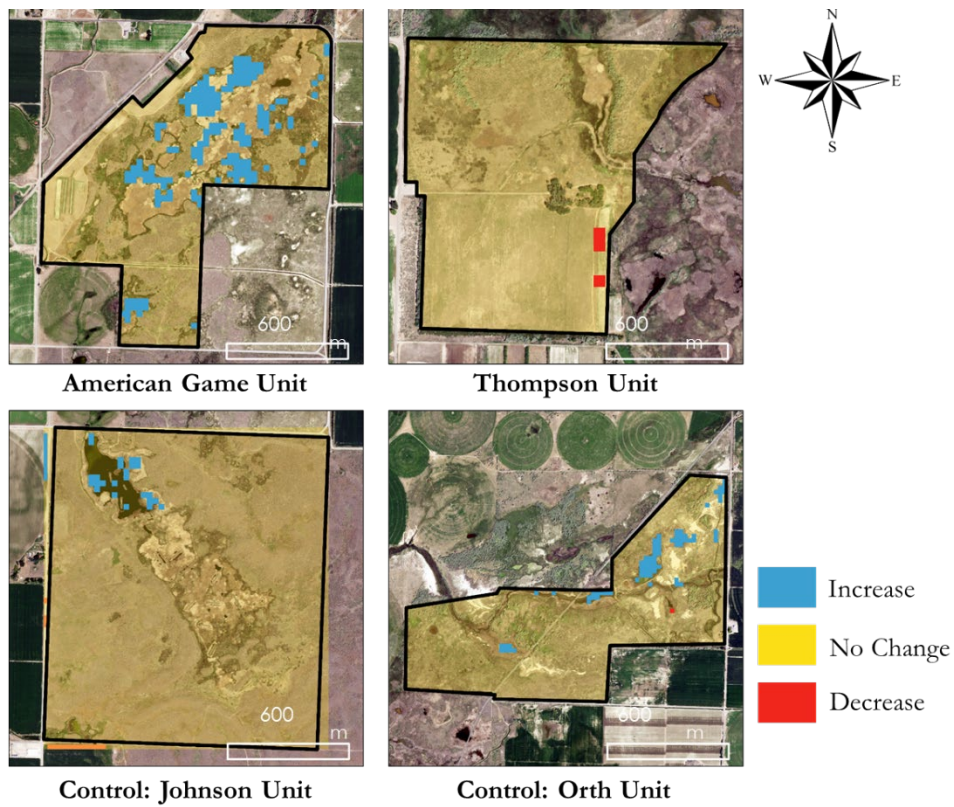 N
W
E
S
600
m
600
m
American Game Unit
Thompson Unit
600
m
600
m
Increase
No Change
Decrease
Control: Johnson Unit
Control: Orth Unit